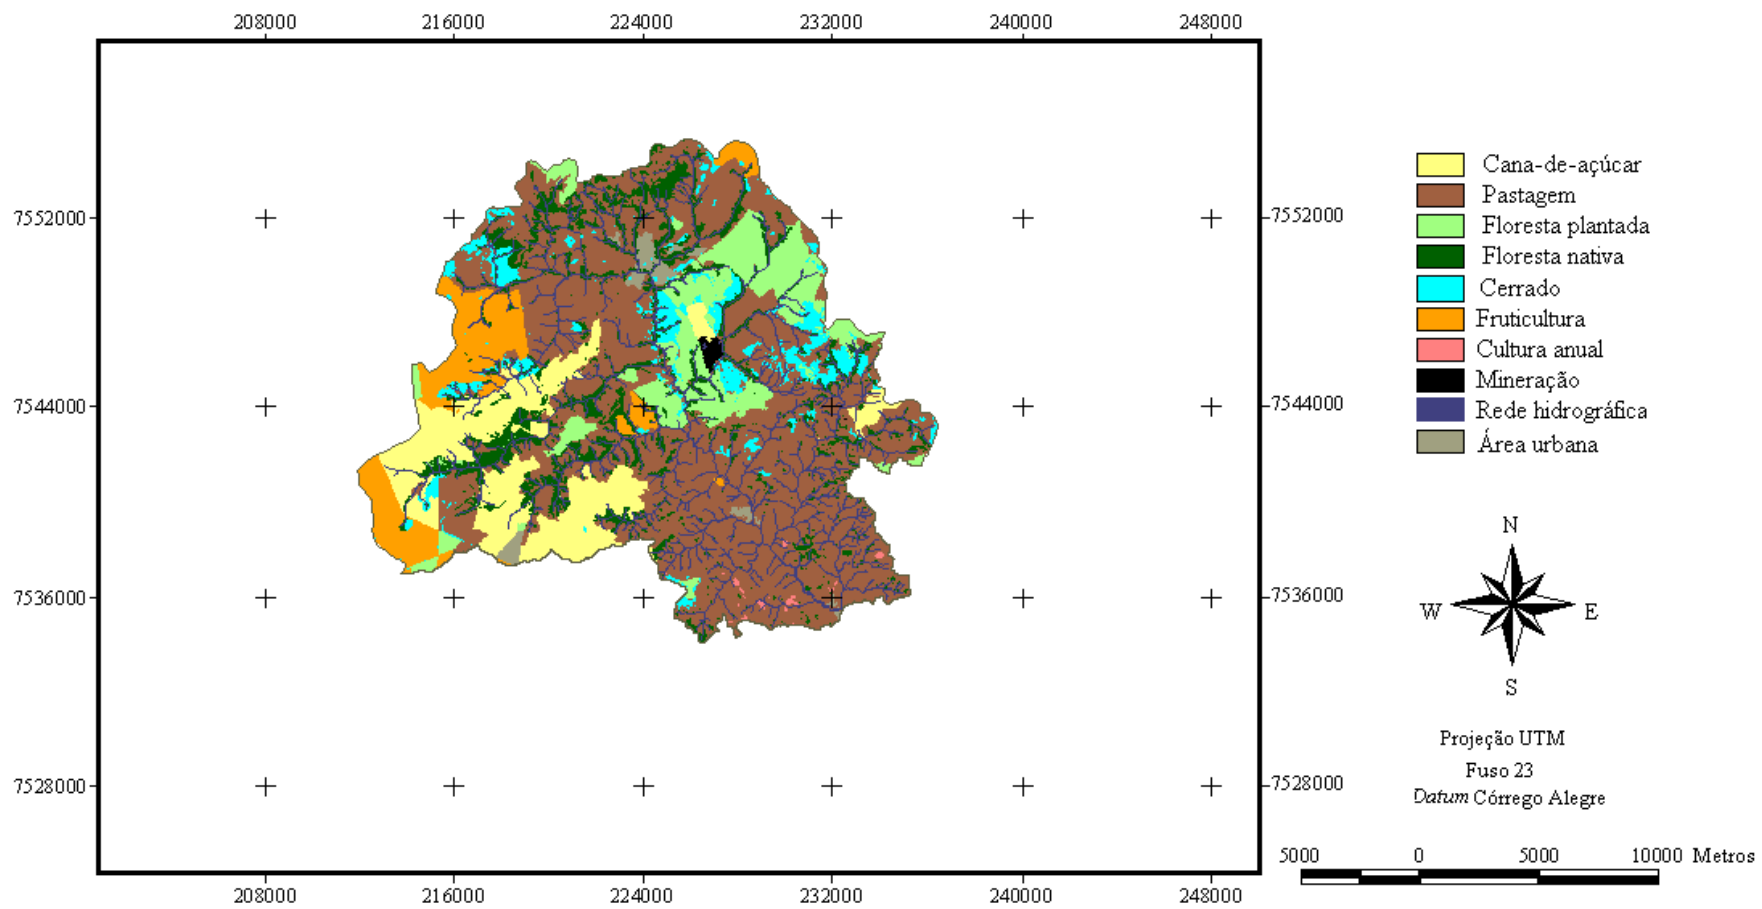 208000 216000 224000 232000 240000 248000
7552000 7552000
7544000 7544000
7536000 7536000
7528000 7528000
208000 216000 224000 232000 240000 248000
Cana-de-açúcar
Pastagem
Floresta plantada
Floresta nativa
Cerrado
Fruticultura
Cultura anual
Mineração
Rede hidrográfica
Área urbana
N
W E
S
Projeção UTM
Fuso 23
Datum Córrego Alegre
5000 0 5000 10000 Metros